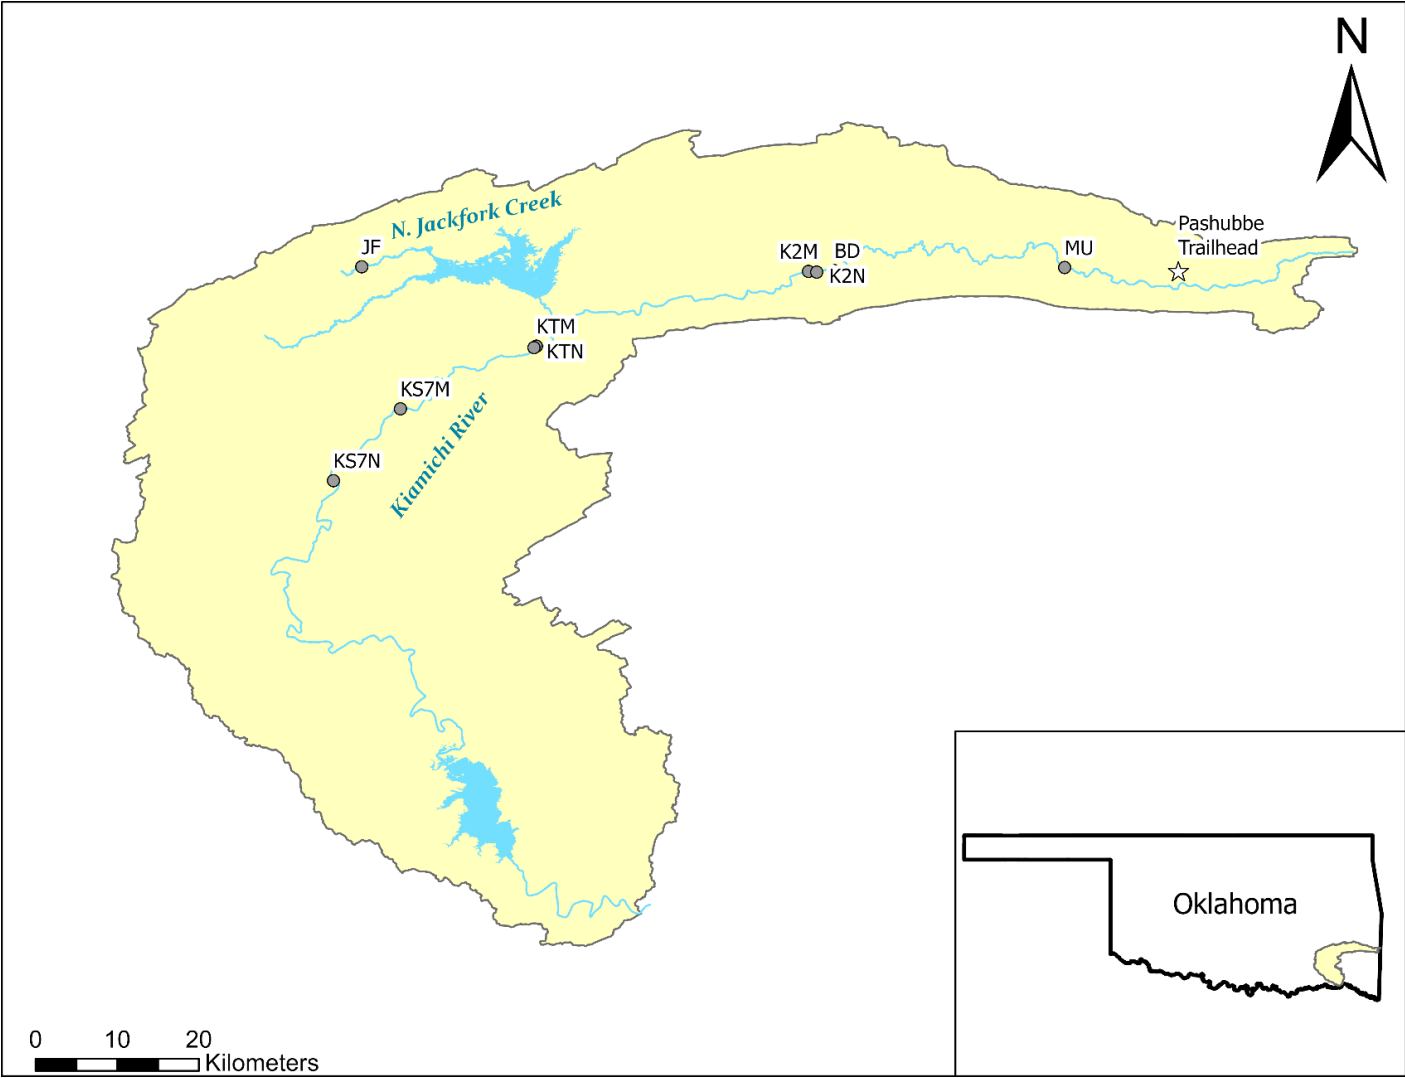 N
Pashubbe
Trailhead
N. Jackfork Creek
JF
K2M
BD
MU
K2N
KTM
KTN
KS7M
Kiamichi River
KS7N
Oklahoma
0 10 20
Kilometers